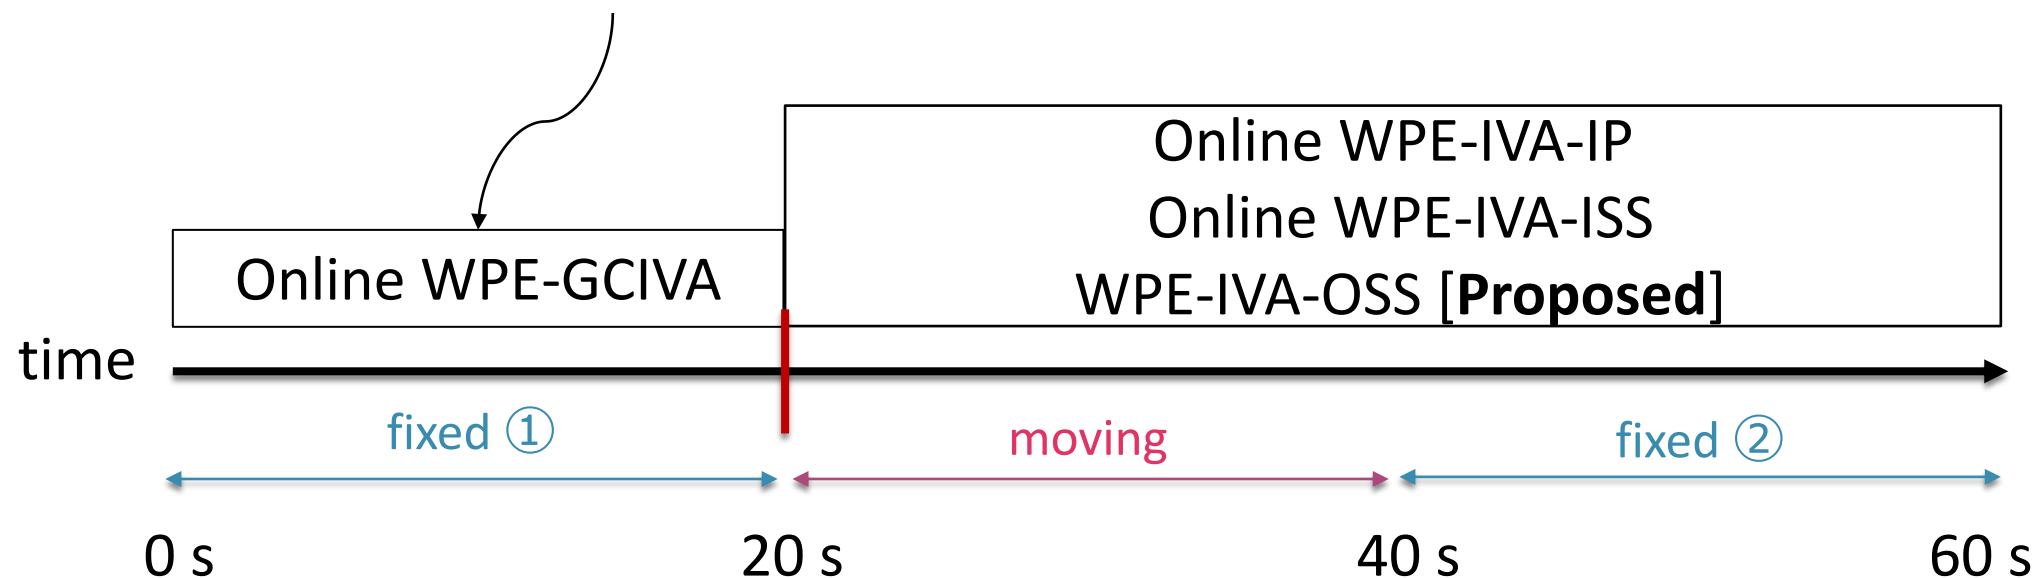 Online WPE-IVA-IP
Online WPE-IVA-ISS
WPE-IVA-OSS [Proposed]
Online WPE-GCIVA
time
fixed ①
moving
fixed ②
0 s
20 s
40 s
60 s